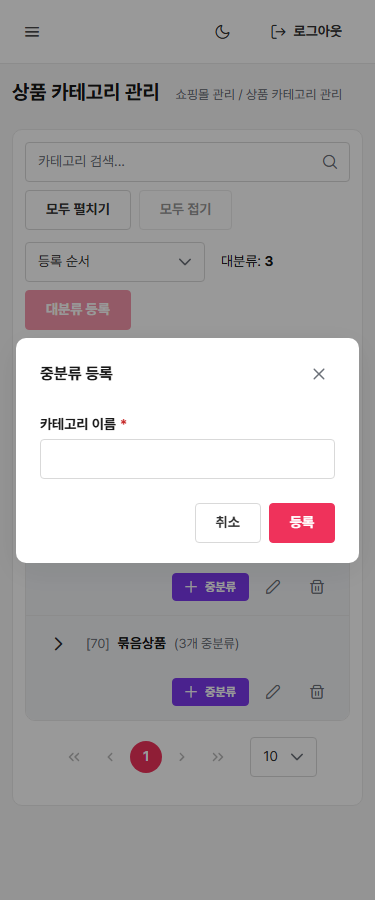 로그아웃
상품 카테고리 관리 쇼핑몰 관리 / 상품 카테고리 관리
카테고리 검색...
모두 펼치기 모두 접기
등록 순서 대분류: 3
대분류 등록
중분류 등록
카테고리 이름 *
취소 등록
중분류
[70] 묶음상품 (3개 중분류)
중분류
1 10